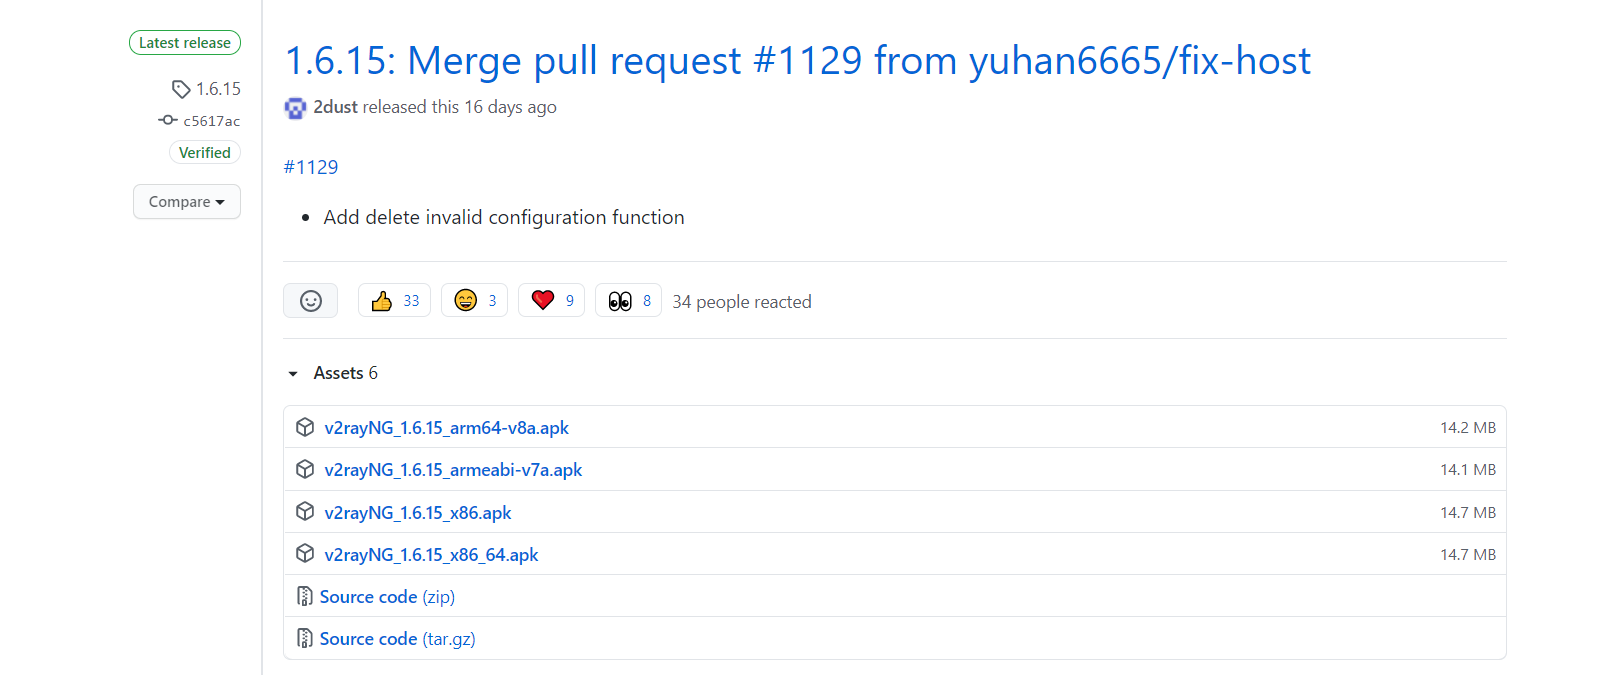 Latest release
1.6.15
c5617ac
Verified
Compare
1.6.15: Merge pull request #1129 from yuhan6665/fix-host
2dust released this 16 days ago
#1129
Add delete invalid configuration function
33 3 9 8 34 people reacted
Assets 6
v2rayNG_1.6.15_arm64-v8a.apk 14.2 MB
v2rayNG_1.6.15_armeabi-v7a.apk 14.1 MB
v2rayNG_1.6.15_x86.apk 14.7 MB
v2rayNG_1.6.15_x86_64.apk 14.7 MB
Source code (zip)
Source code (tar.gz)